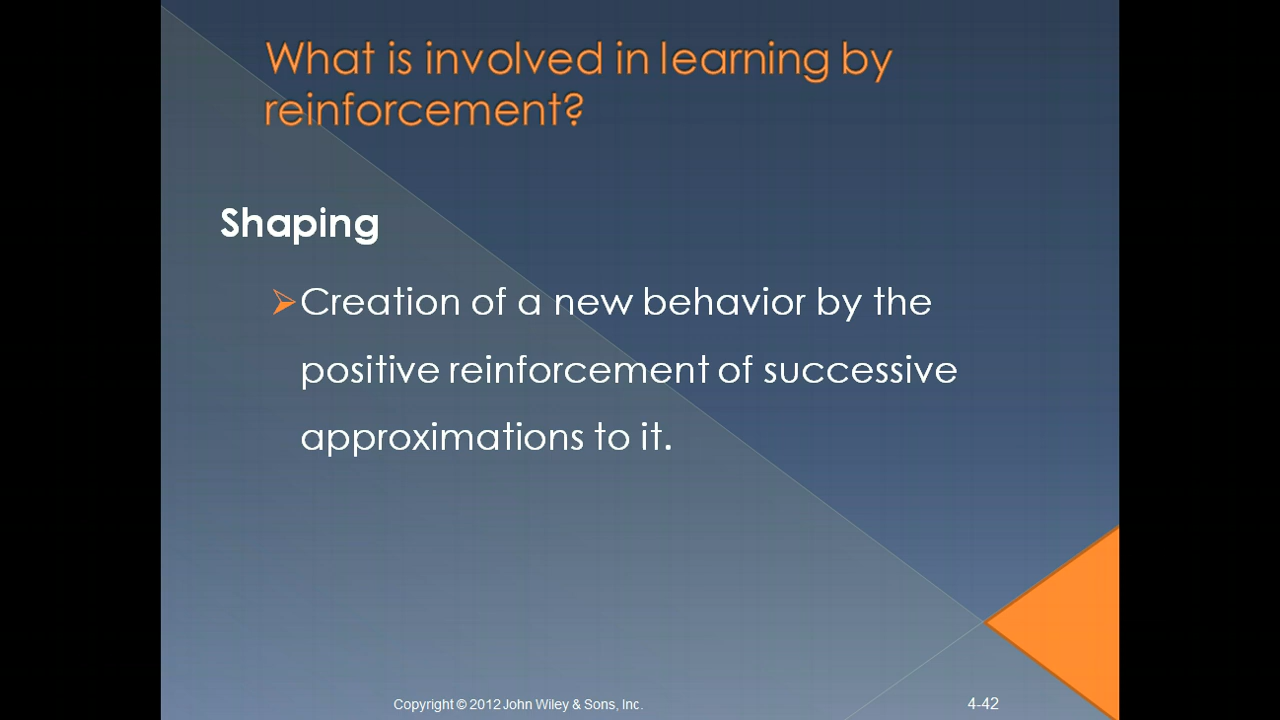 What is involved in learning by
reinforcement?
Shaping
Creation of a new behavior by the
positive reinforcement of successive
approximations to it.
Copyright © 2012 John Wiley & Sons, Inc.
4-42